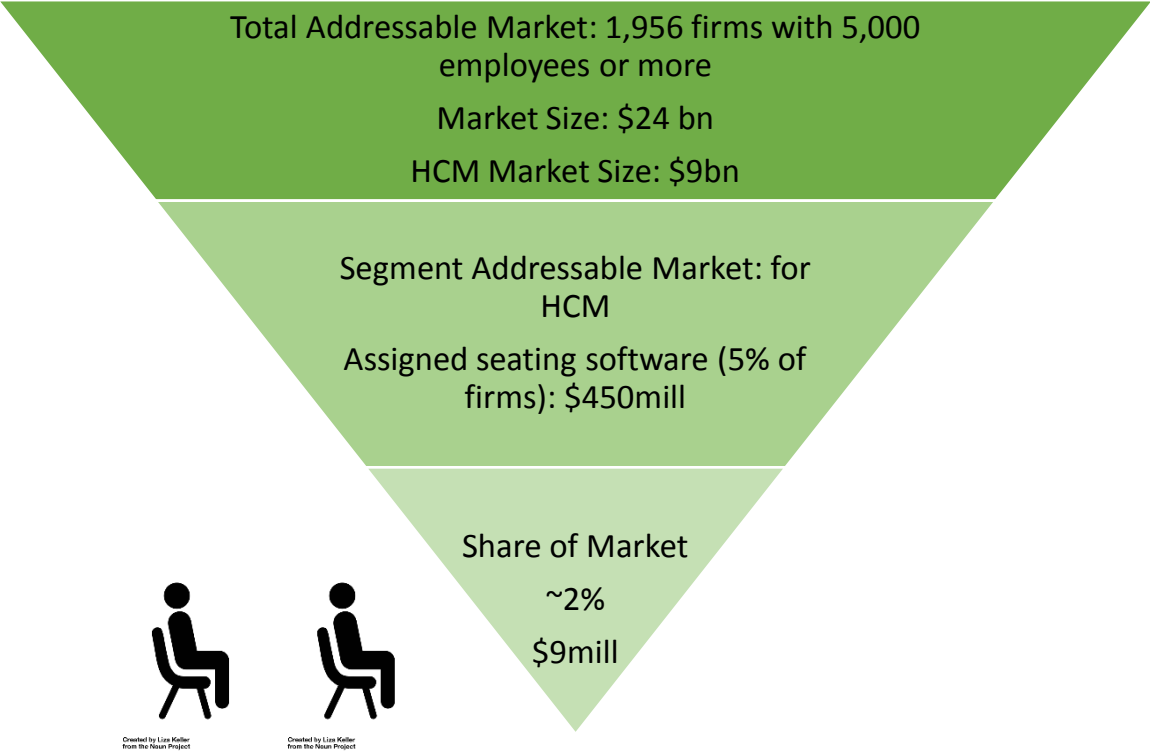 Total Addressable Market: 1,956 firms with 5,000
employees or more
Market Size: $24 bn
HCM Market Size: $9bn
Segment Addressable Market: for
HCM
Assigned seating software (5% of
firms): $450mill
Share of Market
~2%
$9mill
Created by Liza Keller
from the Noun Project
Created by Liza Keller
from the Noun Project